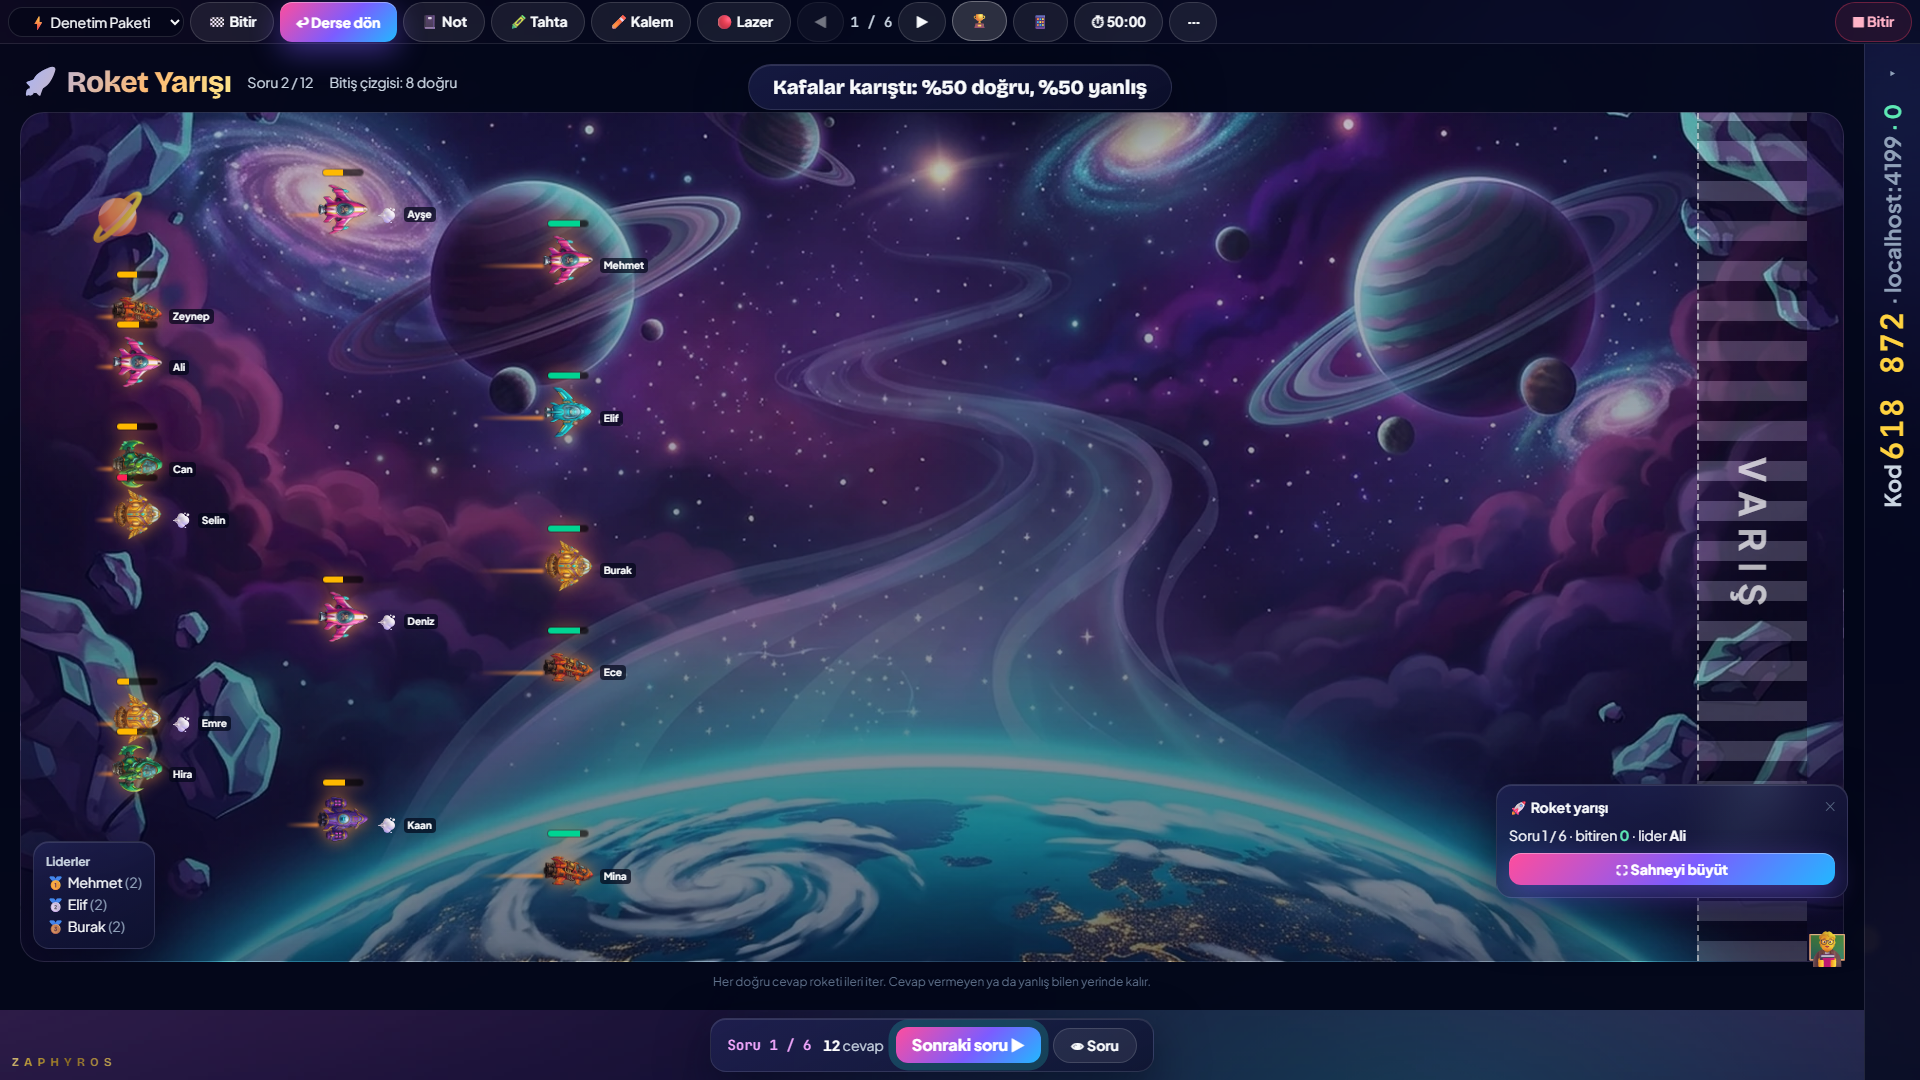 Denetim Paketi
Bitir
Derse dön
Not
Tahta
Kalem
Lazer
1 / 6
50:00
Bitir
Roket Yarışı
Soru 2 / 12
Bitiş çizgisi: 8 doğru
Kafalar karıştı: %50 doğru, %50 yanlış
Ayşe
Mehmet
Zeynep
Ali
Elif
Can
Selin
Burak
Deniz
Ece
Emre
Hira
Kaan
Mina
VARIŞ
Kod 618 872 · localhost:4199 · 0
Liderler
Mehmet (2)
Elif (2)
Burak (2)
Roket yarışı
Soru 1 / 6 · bitiren 0 · lider Ali
Sahneyi büyüt
Her doğru cevap roketi ileri iter. Cevap vermeyen ya da yanlış bilen yerinde kalır.
Soru 1 / 6 12 cevap
Sonraki soru
Soru
ZAPHYROS